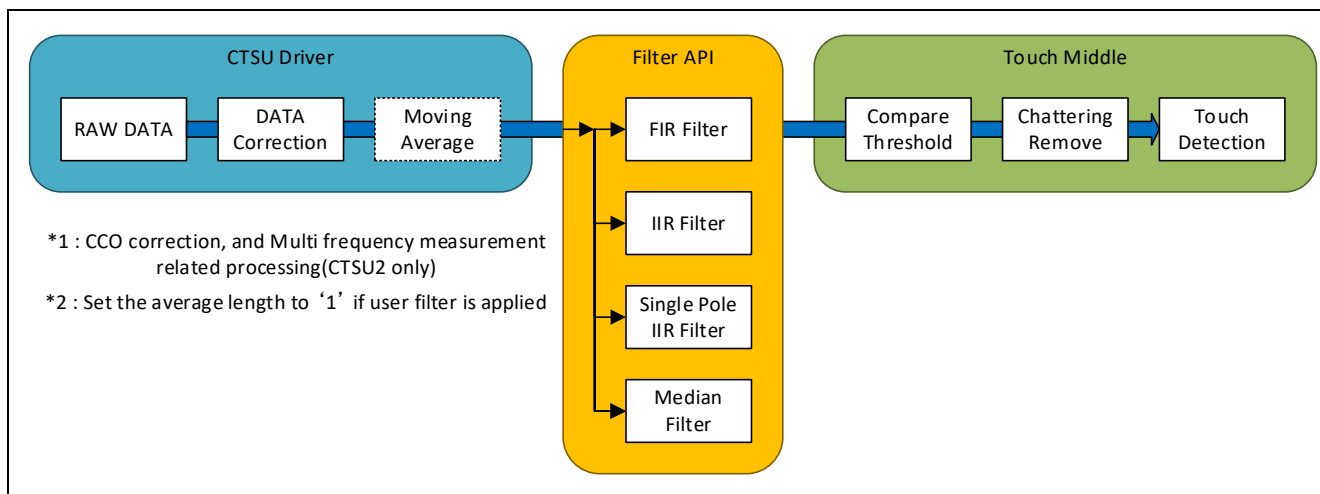 CTSU Driver
RAW DATA
DATA
Correction
Moving
Average
Filter API
FIR Filter
IIR Filter
Single Pole
IIR Filter
Median
Filter
Touch Middle
Compare
Threshold
Chattering
Remove
Touch
Detection
*1 : CCO correction, and Multi frequency measurement
related processing(CTSU2 only)
*2 : Set the average length to ‘1’ if user filter is applied